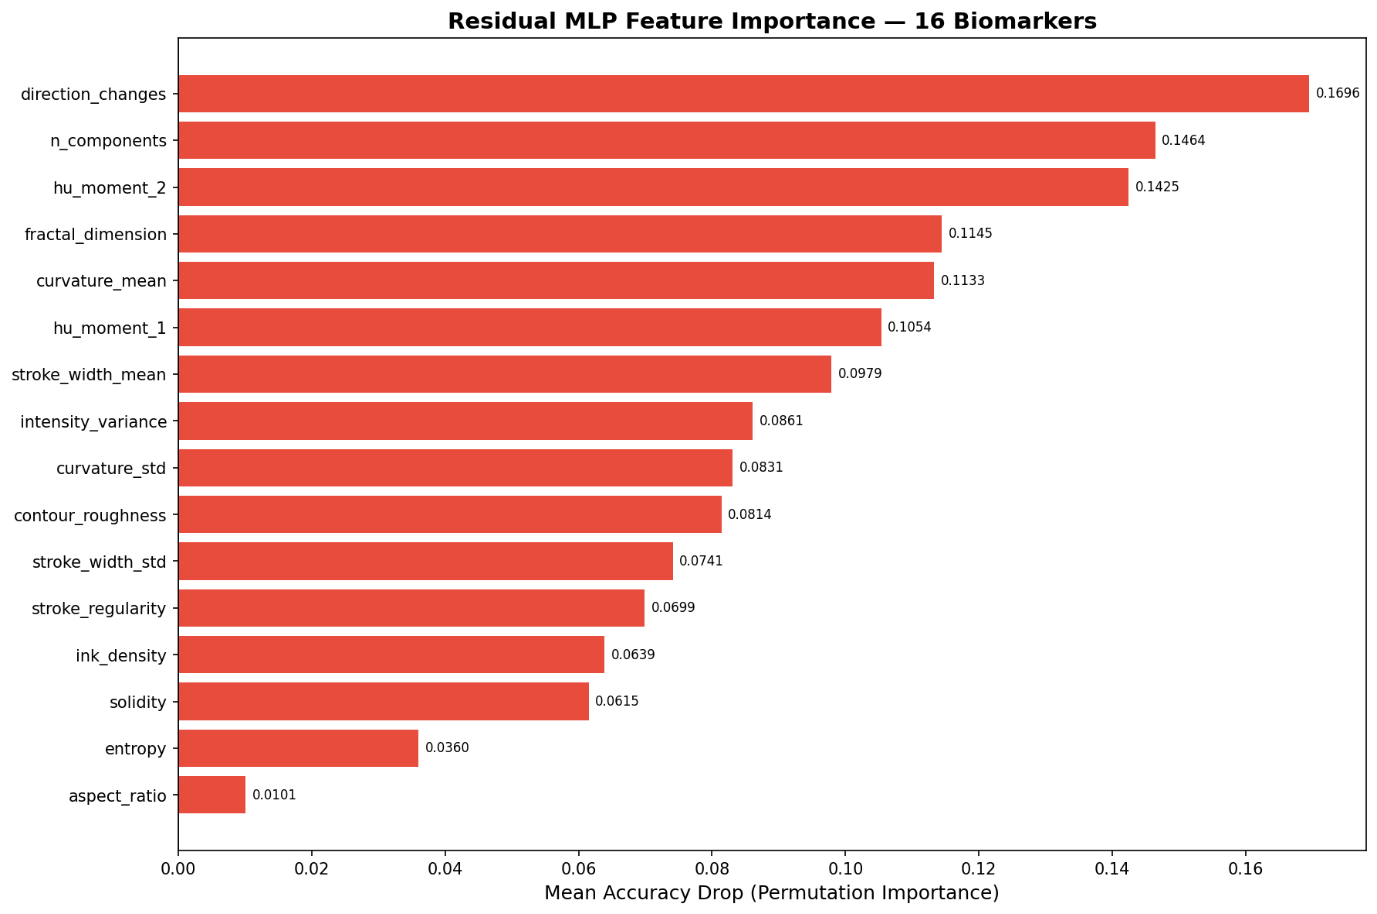 Residual MLP Feature Importance — 16 Biomarkers
direction_changes 0.1696
n_components 0.1464
hu_moment_2 0.1425
fractal_dimension 0.1145
curvature_mean 0.1133
hu_moment_1 0.1054
stroke_width_mean 0.0979
intensity_variance 0.0861
curvature_std 0.0831
contour_roughness 0.0814
stroke_width_std 0.0741
stroke_regularity 0.0699
ink_density 0.0639
solidity 0.0615
entropy 0.0360
aspect_ratio 0.0101
0.00 0.02 0.04 0.06 0.08 0.10 0.12 0.14 0.16
Mean Accuracy Drop (Permutation Importance)